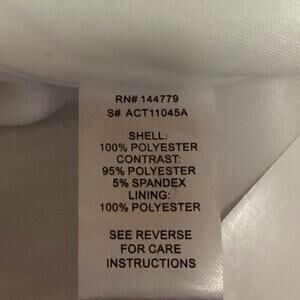 RN# 144779
S# ACT11045A
SHELL:
100% POLYESTER
CONTRAST:
95% POLYESTER
5% SPANDEX
LINING:
100% POLYESTER
SEE REVERSE
FOR CARE
INSTRUCTIONS